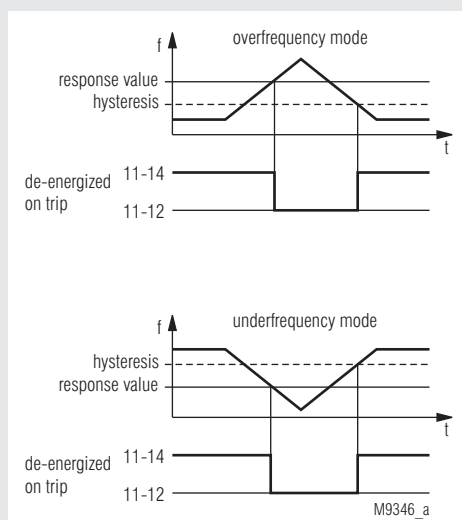 overfrequency mode
f
response value
hysteresis
t
de-energized
on trip
11-14
11-12
underfrequency mode
f
hysteresis
response value
t
de-energized
on trip
11-14
11-12
M9346_a